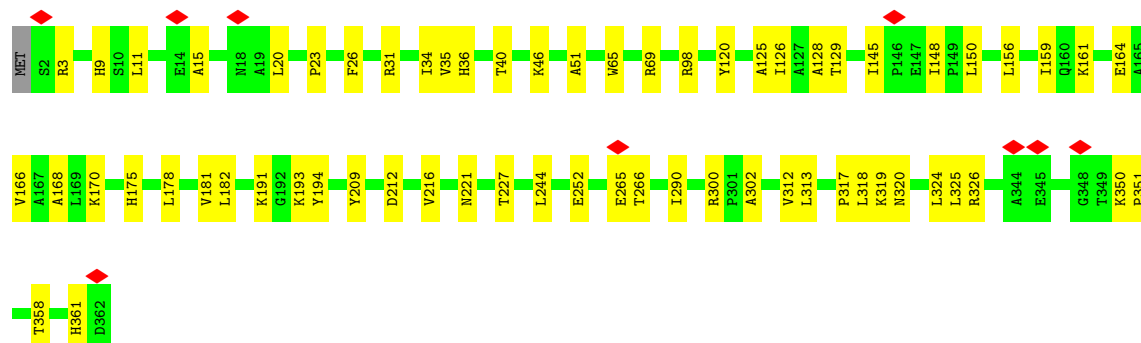 MET S2 R3 H9 S10 L11 E14 A15 N18 A19 L20 P23 F26 R31 I34 V35 H36 T40 K46 A51 W65 R69 R98 Y120 A125 I126 A127 A128 T129 I145 P146 E147 I148 P149 L150 L156 I159 Q160 K161 E164 A165
V166 A167 A168 L169 K170 H175 L178 V181 L182 K191 G192 K193 Y194 Y209 D212 V216 N221 T227 L244 E252 E265 T266 I290 R300 P301 A302 V312 L313 P317 L318 K319 N320 L324 L325 R326 A344 E345 G348 T349 K350 P351
T358 H361 D362